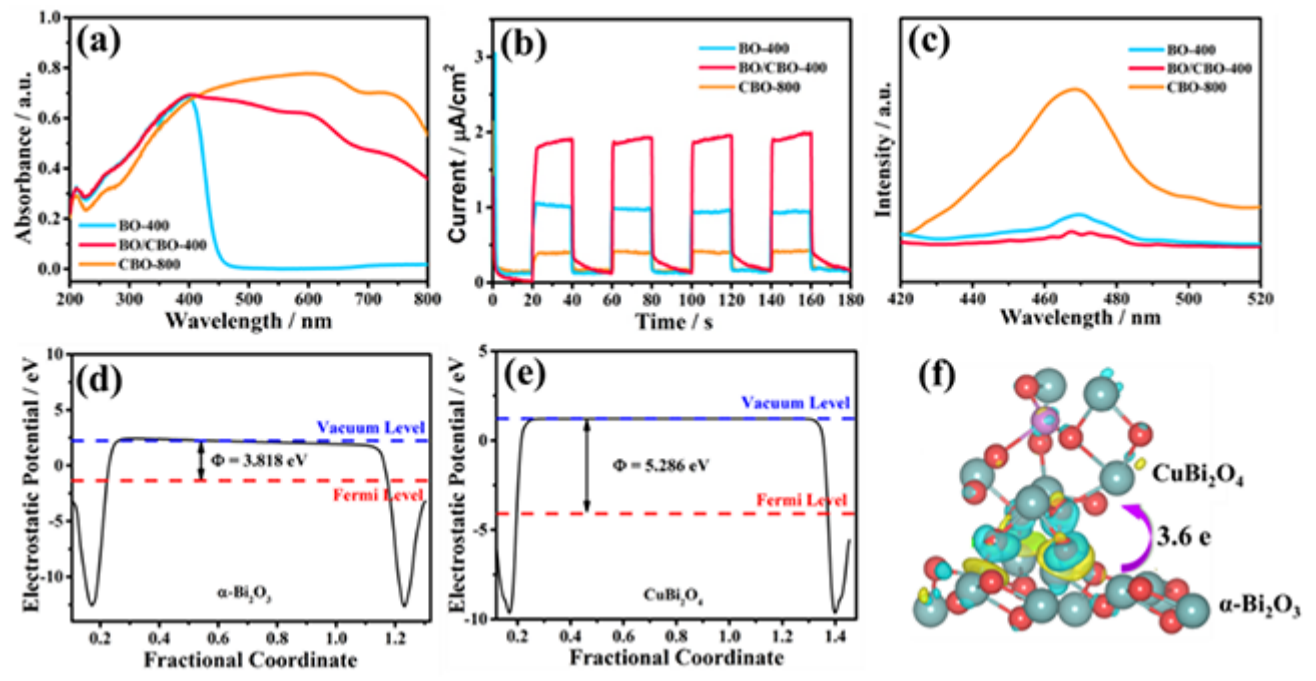 (a)
Absorbance / a.u.
1.0
0.8
0.6
0.4
0.2
0.0
BO-400
BO/CBO-400
CBO-800
200 300 400 500 600 700 800
Wavelength / nm
(b)
Current / μA/cm²
3
2
1
0
BO-400
BO/CBO-400
CBO-800
0 20 40 60 80 100 120 140 160 180
Time / s
(c)
Intensity / a.u.
BO-400
BO/CBO-400
CBO-800
420 440 460 480 500 520
Wavelength / nm
(d)
Electrostatic Potential / eV
10
5
0
-5
-10
Vacuum Level
Φ = 3.818 eV
Fermi Level
α-Bi₂O₃
0.2 0.4 0.6 0.8 1.0 1.2
Fractional Coordinate
(e)
Electrostatic Potential / eV
5
0
-5
-10
Vacuum Level
Φ = 5.286 eV
Fermi Level
CuBi₂O₄
0.2 0.4 0.6 0.8 1.0 1.2 1.4
Fractional Coordinate
(f)
CuBi₂O₄
3.6 e
α-Bi₂O₃